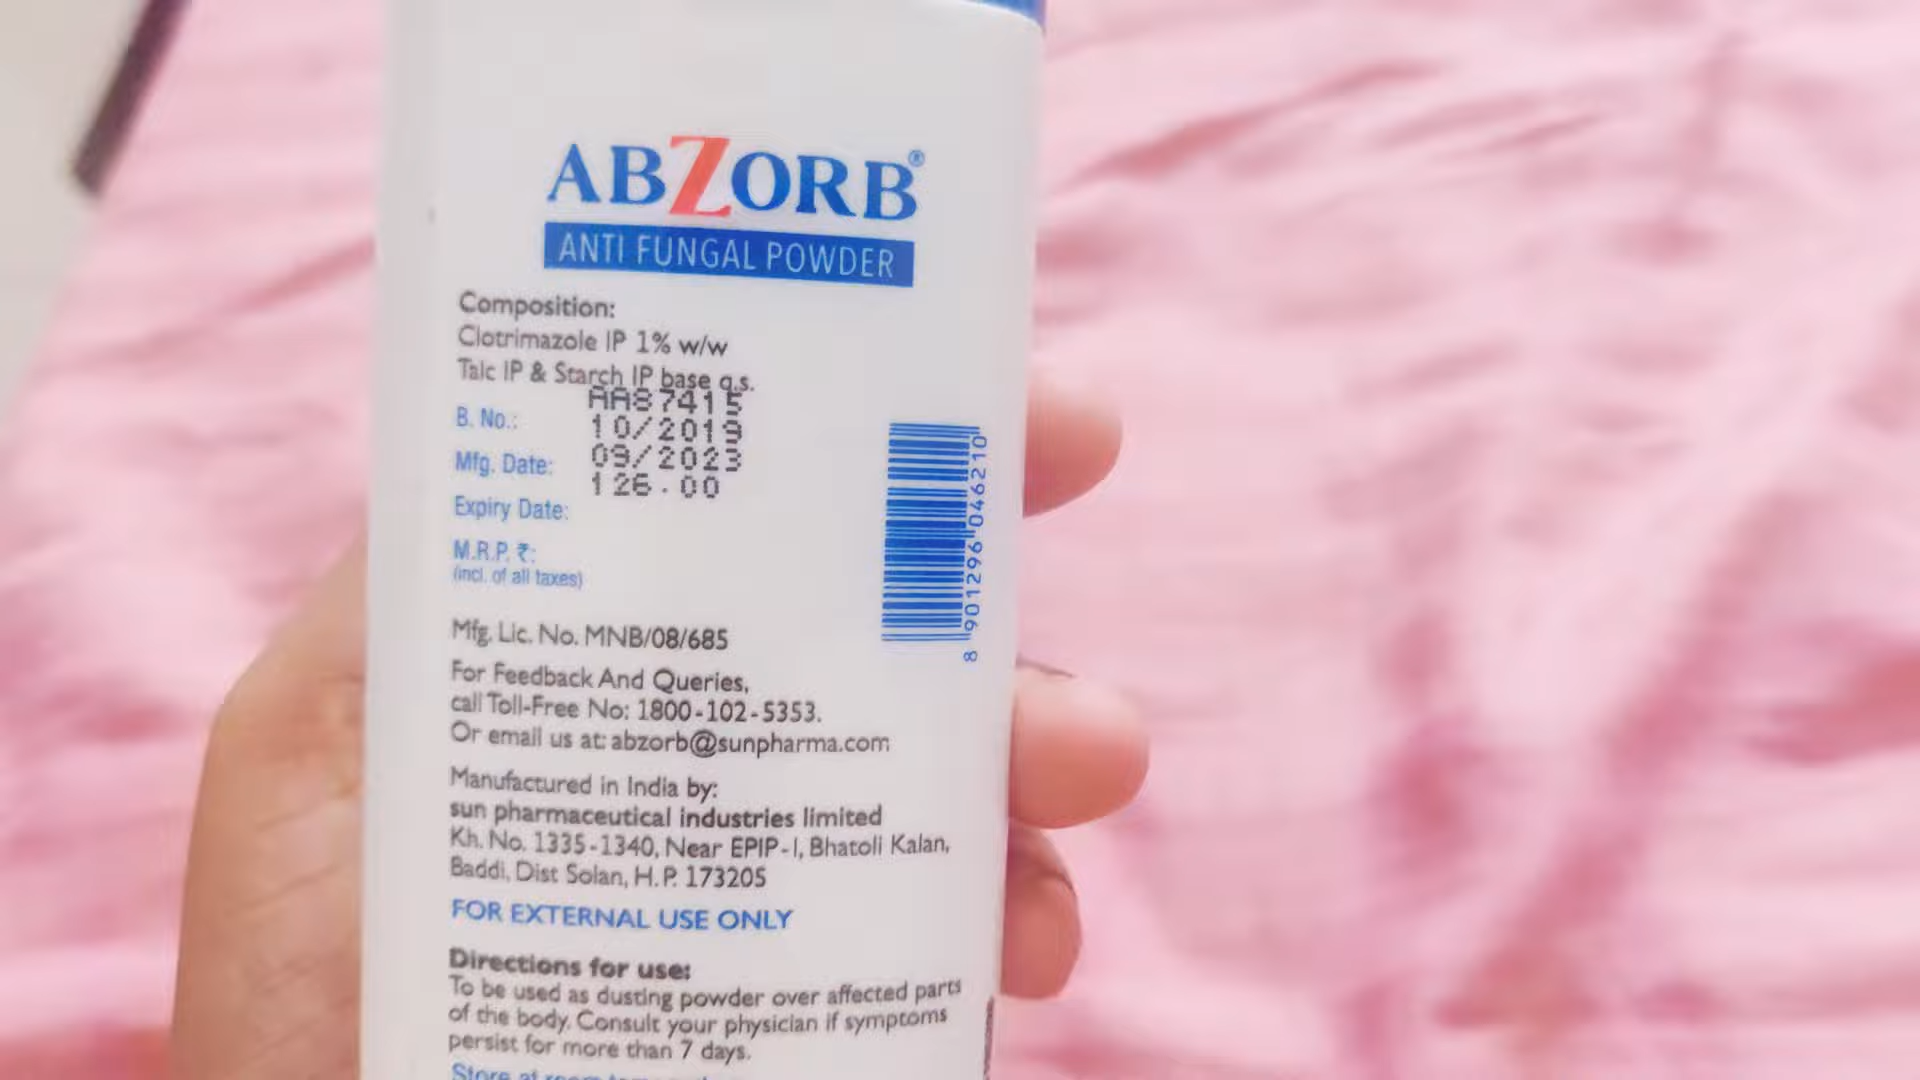 ABZORB®
ANTI FUNGAL POWDER
Composition:
Clotrimazole IP 1% w/w
Talc IP & Starch IP base q.s.
AA87415
B. No.:
10/2019
Mfg. Date:
09/2023
126.00
Expiry Date:
M.R.P. ₹:
(incl. of all taxes)
8 901296 046210
Mfg. Lic. No. MNB/08/685
For Feedback And Queries,
call Toll-Free No: 1800-102-5353.
Or email us at: abzorb@sunpharma.com
Manufactured in India by:
sun pharmaceutical industries limited
Kh. No. 1335-1340, Near EPIP-I, Bhatoli Kalan,
Baddi, Dist Solan, H.P. 173205
FOR EXTERNAL USE ONLY
Directions for use:
To be used as dusting powder over affected parts
of the body. Consult your physician if symptoms
persist for more than 7 days.
Store at room